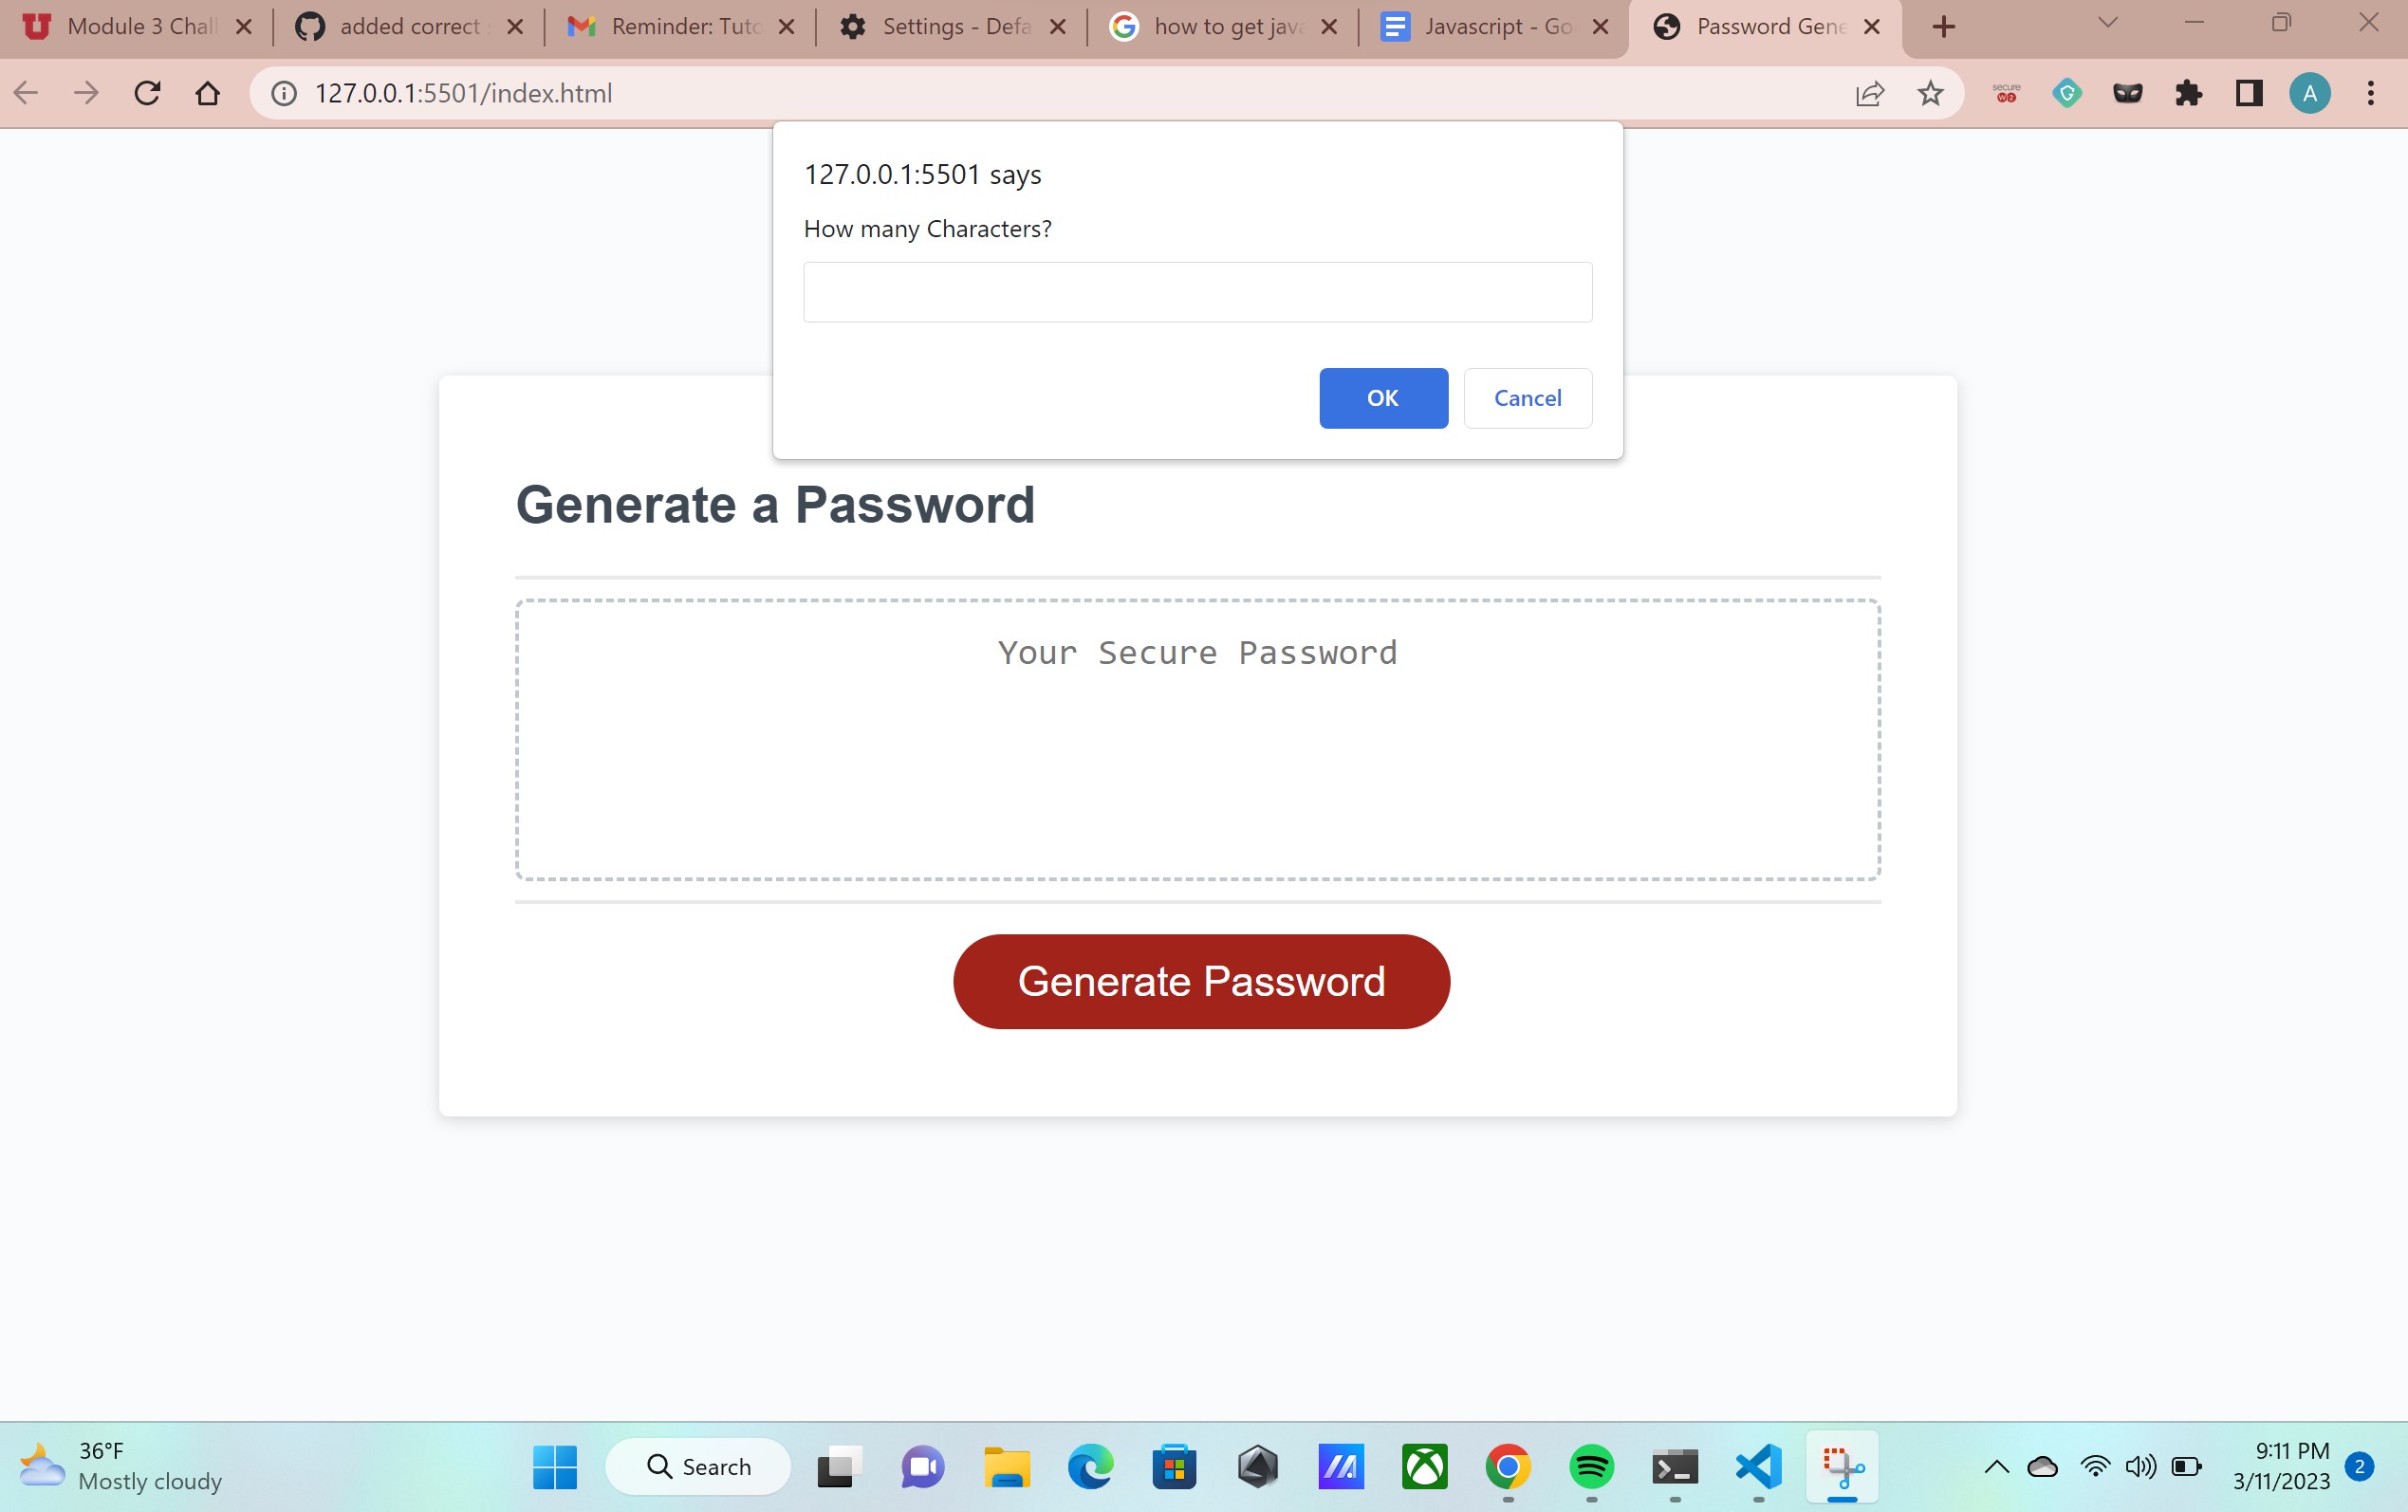 Module 3 Chall
added correct s
Reminder: Tuto
Settings - Defa
how to get java
Javascript - Go
Password Gene
127.0.0.1:5501/index.html
secure
W2
A
127.0.0.1:5501 says
How many Characters?
OK
Cancel
Generate a Password
Your Secure Password
Generate Password
36°F
Mostly cloudy
Search
9:11 PM
3/11/2023
2